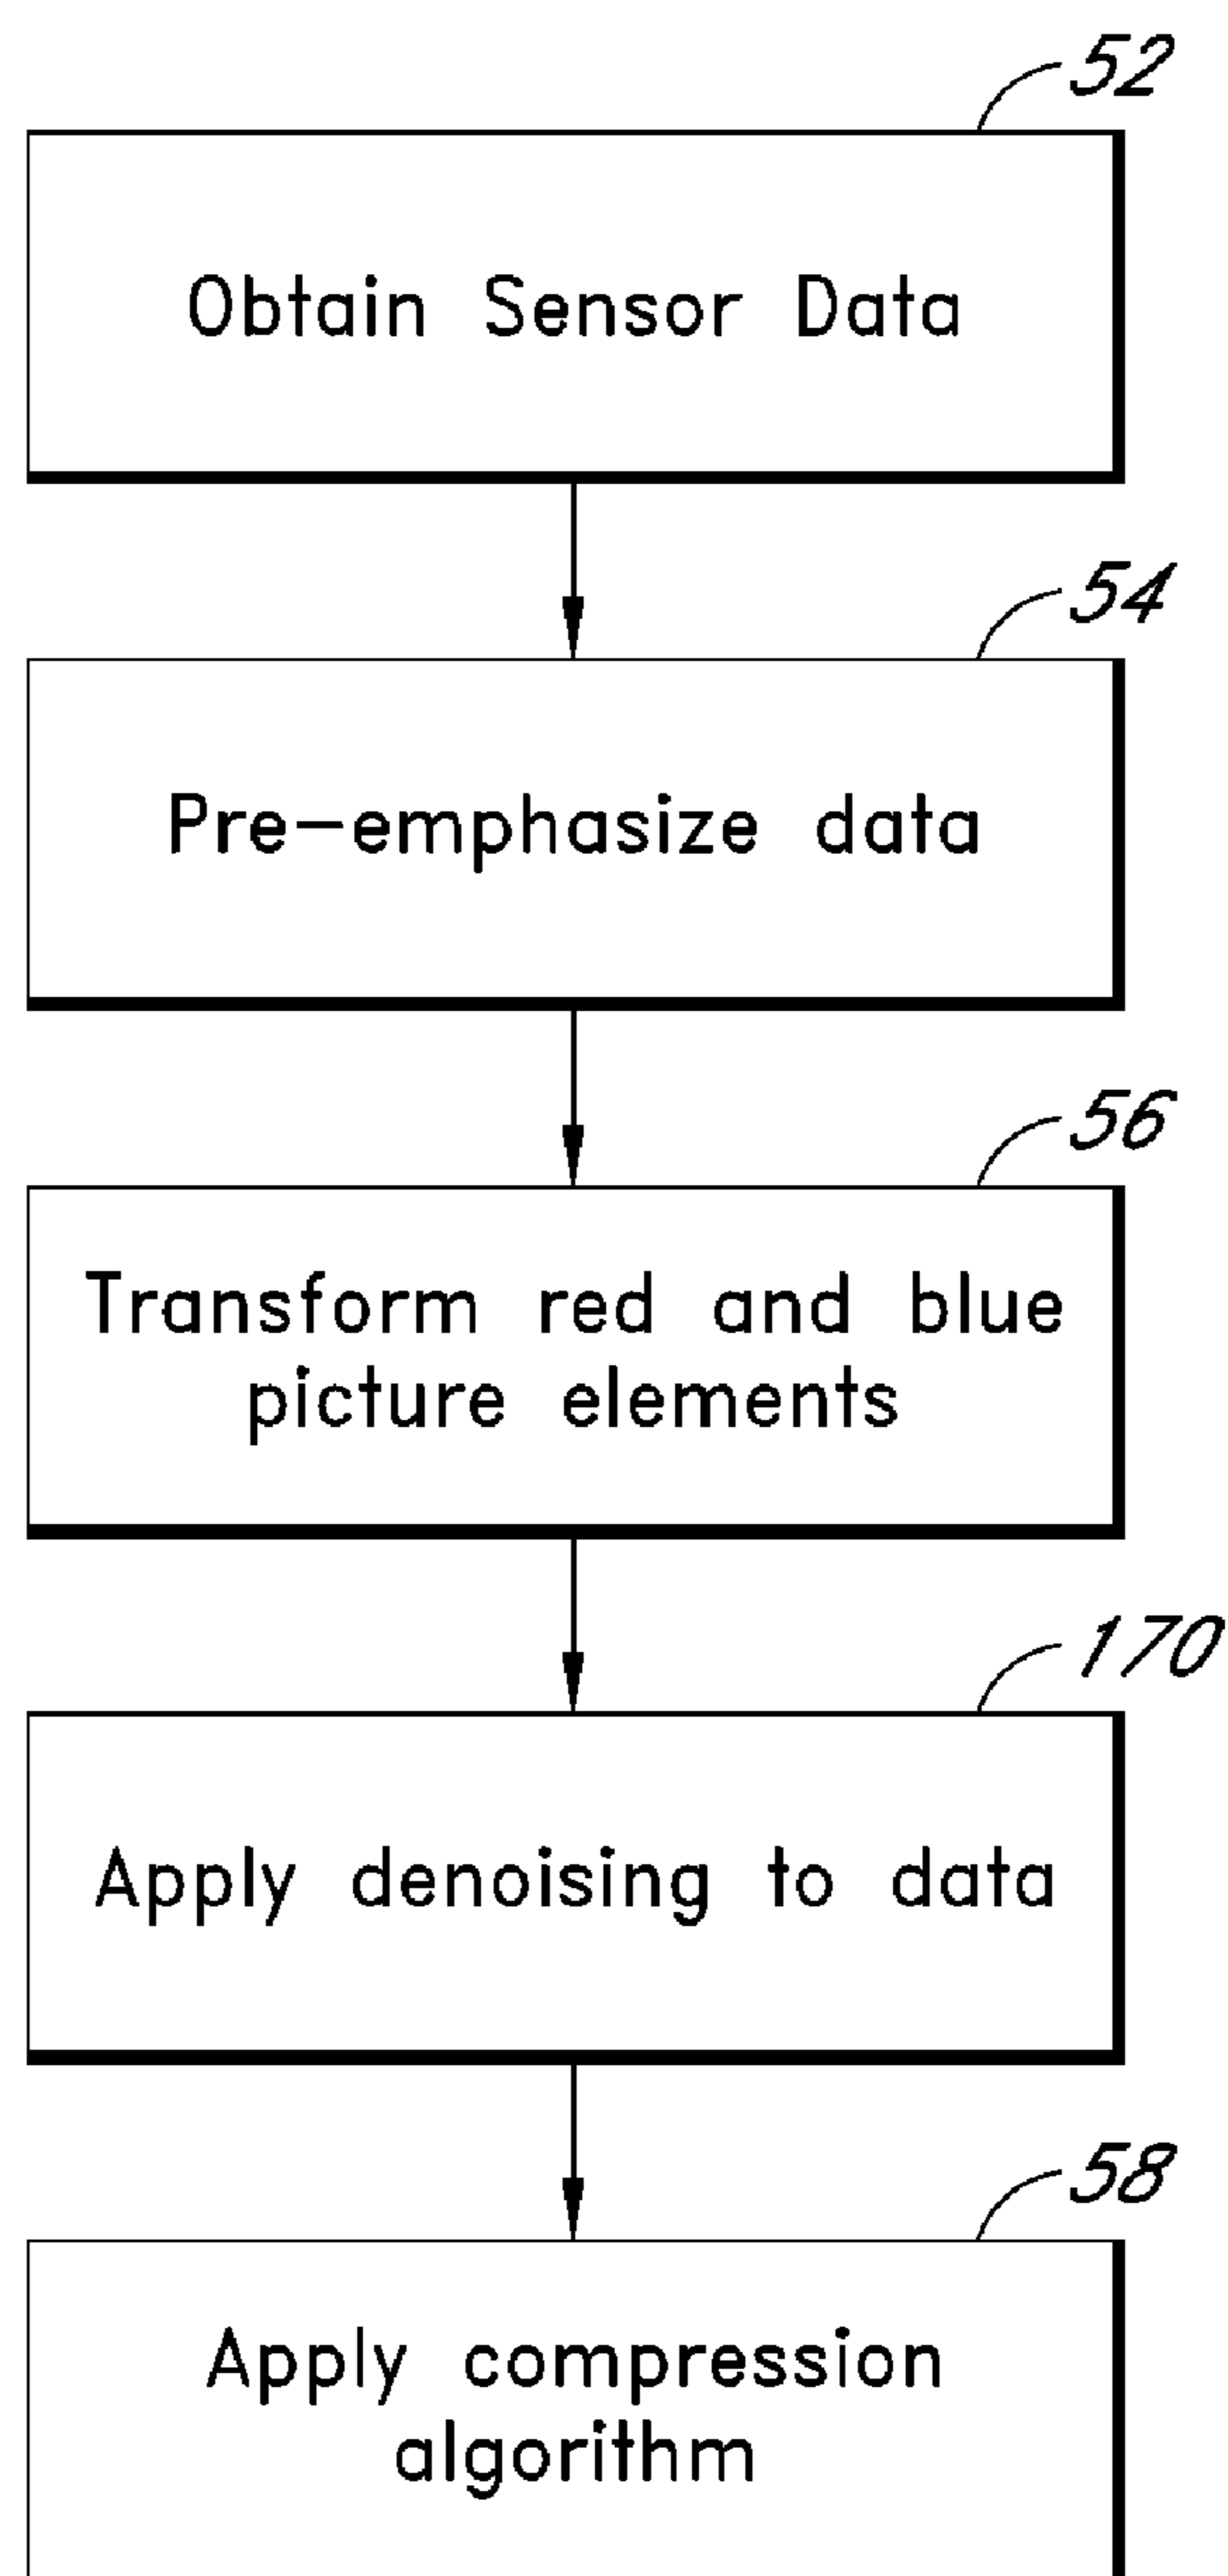 52
Obtain Sensor Data
54
Pre-emphasize data
56
Transform red and blue
picture elements
170
Apply denoising to data
58
Apply compression
algorithm